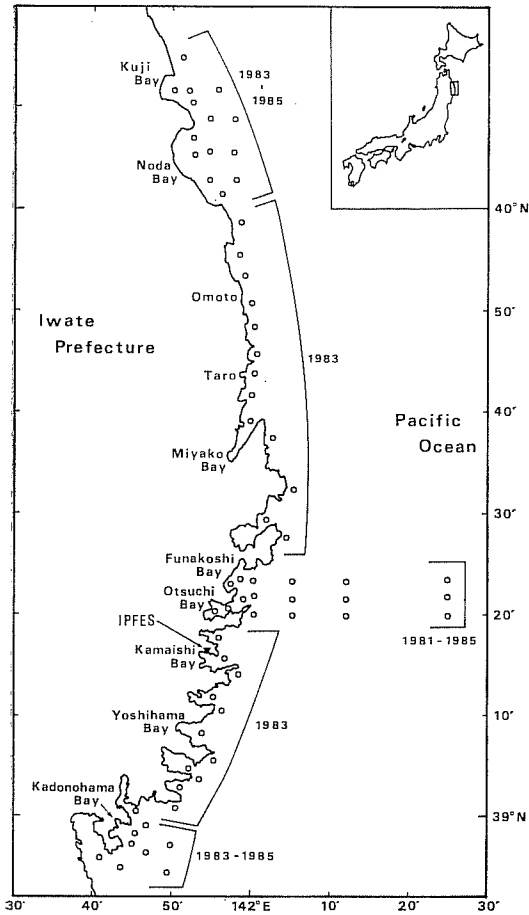 Kuji
Bay
1983
-
1985
Noda
Bay
40°N
Omoto
50'
Iwate
Prefecture
1983
Taro
40'
Pacific
Ocean
Miyako
Bay
30'
Funakoshi
Bay
Otsuchi
Bay
20'
IPFES
1981-1985
Kamaishi
Bay
Yoshihama
Bay
10'
1983
Kadonohama
Bay
39°N
1983-1985
30'
40'
50'
142°E
10'
20'
30'